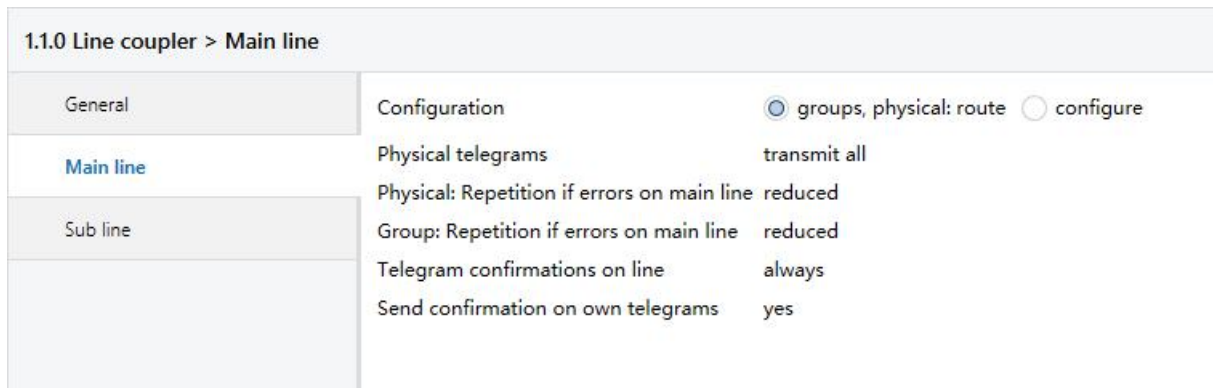 1.1.0 Line coupler > Main line
General
Main line
Sub line
Configuration groups, physical: route configure
Physical telegrams transmit all
Physical: Repetition if errors on main line reduced
Group: Repetition if errors on main line reduced
Telegram confirmations on line always
Send confirmation on own telegrams yes